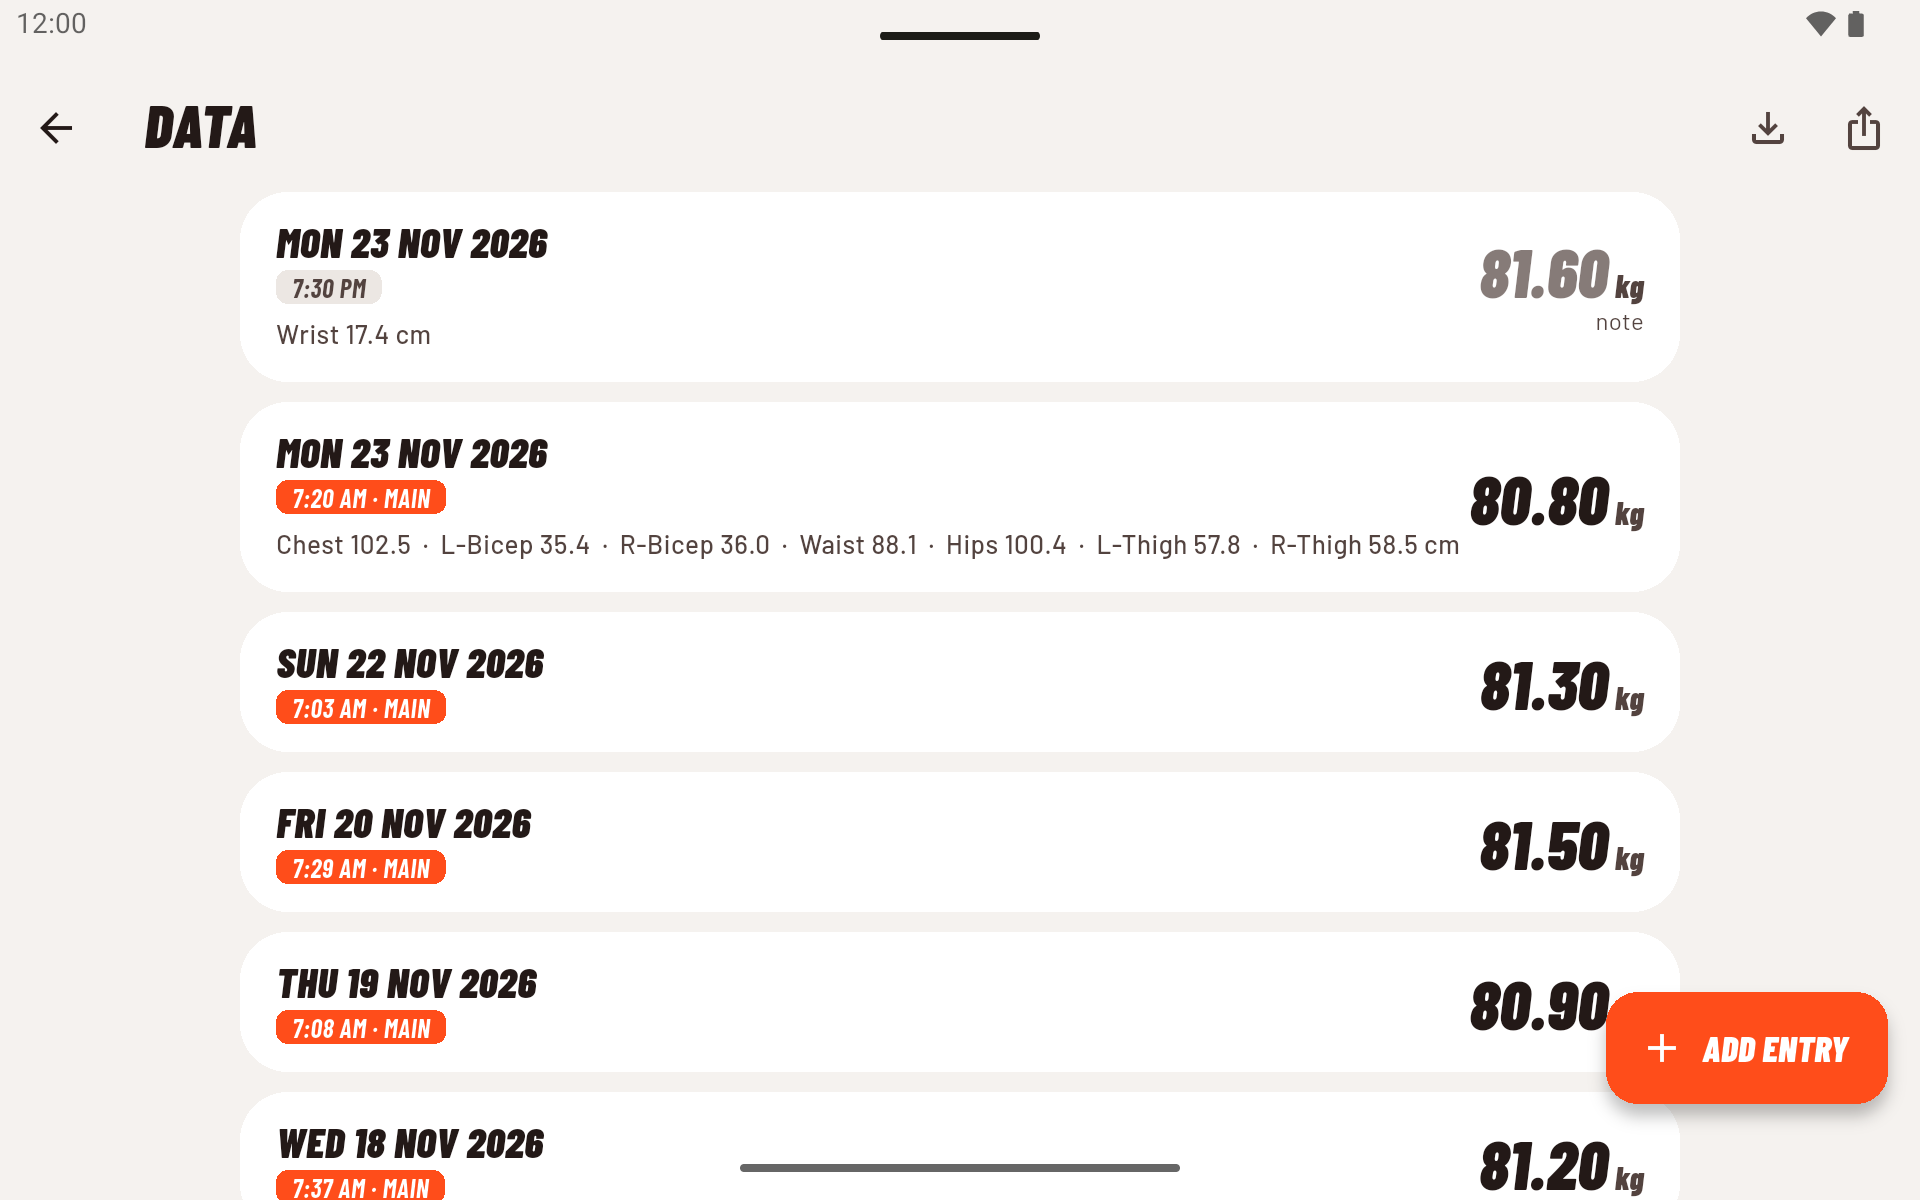 12:00
DATA
MON 23 NOV 2026
7:30 PM
Wrist 17.4 cm
81.60 kg
note
MON 23 NOV 2026
7:20 AM · MAIN
Chest 102.5 · L-Bicep 35.4 · R-Bicep 36.0 · Waist 88.1 · Hips 100.4 · L-Thigh 57.8 · R-Thigh 58.5 cm
80.80 kg
SUN 22 NOV 2026
7:03 AM · MAIN
81.30 kg
FRI 20 NOV 2026
7:29 AM · MAIN
81.50 kg
THU 19 NOV 2026
7:08 AM · MAIN
80.90
ADD ENTRY
WED 18 NOV 2026
7:37 AM · MAIN
81.20 kg